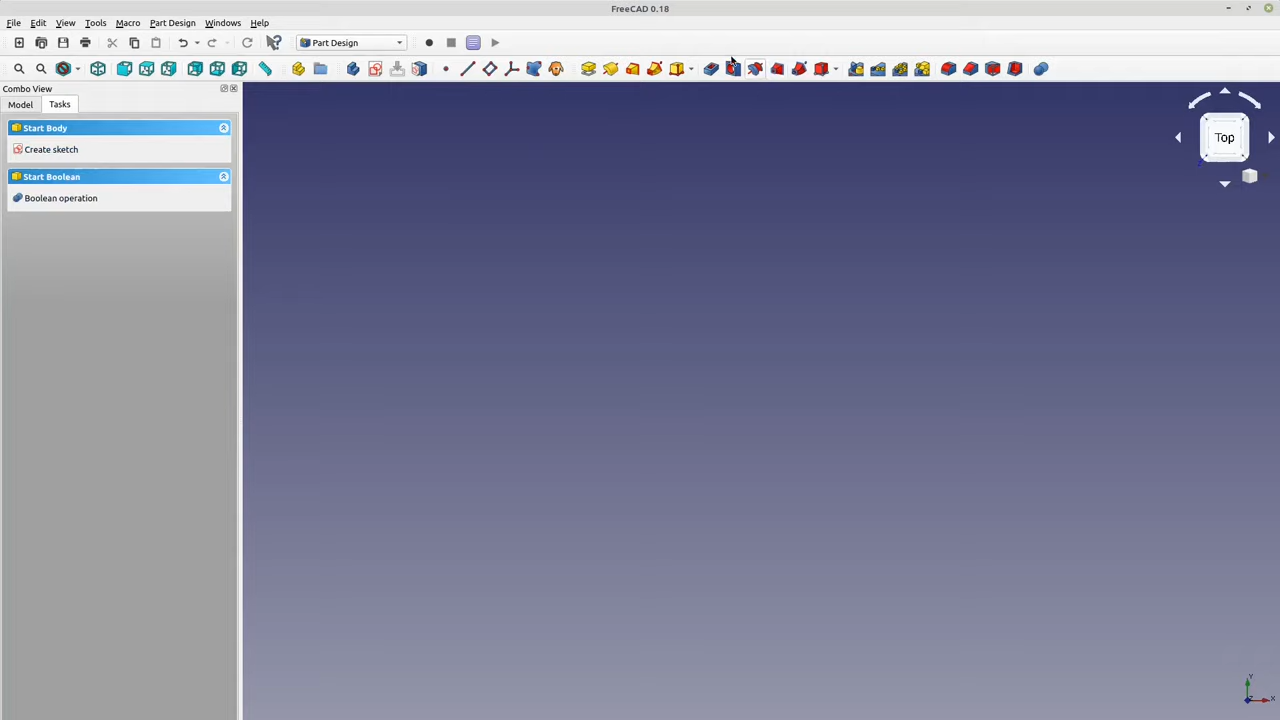 FreeCAD 0.18
File Edit View Tools Macro Part Design Windows Help
Part Design
Combo View
Model Tasks
Start Body
Create sketch
Start Boolean
Boolean operation
Top
Z
Y
Z X